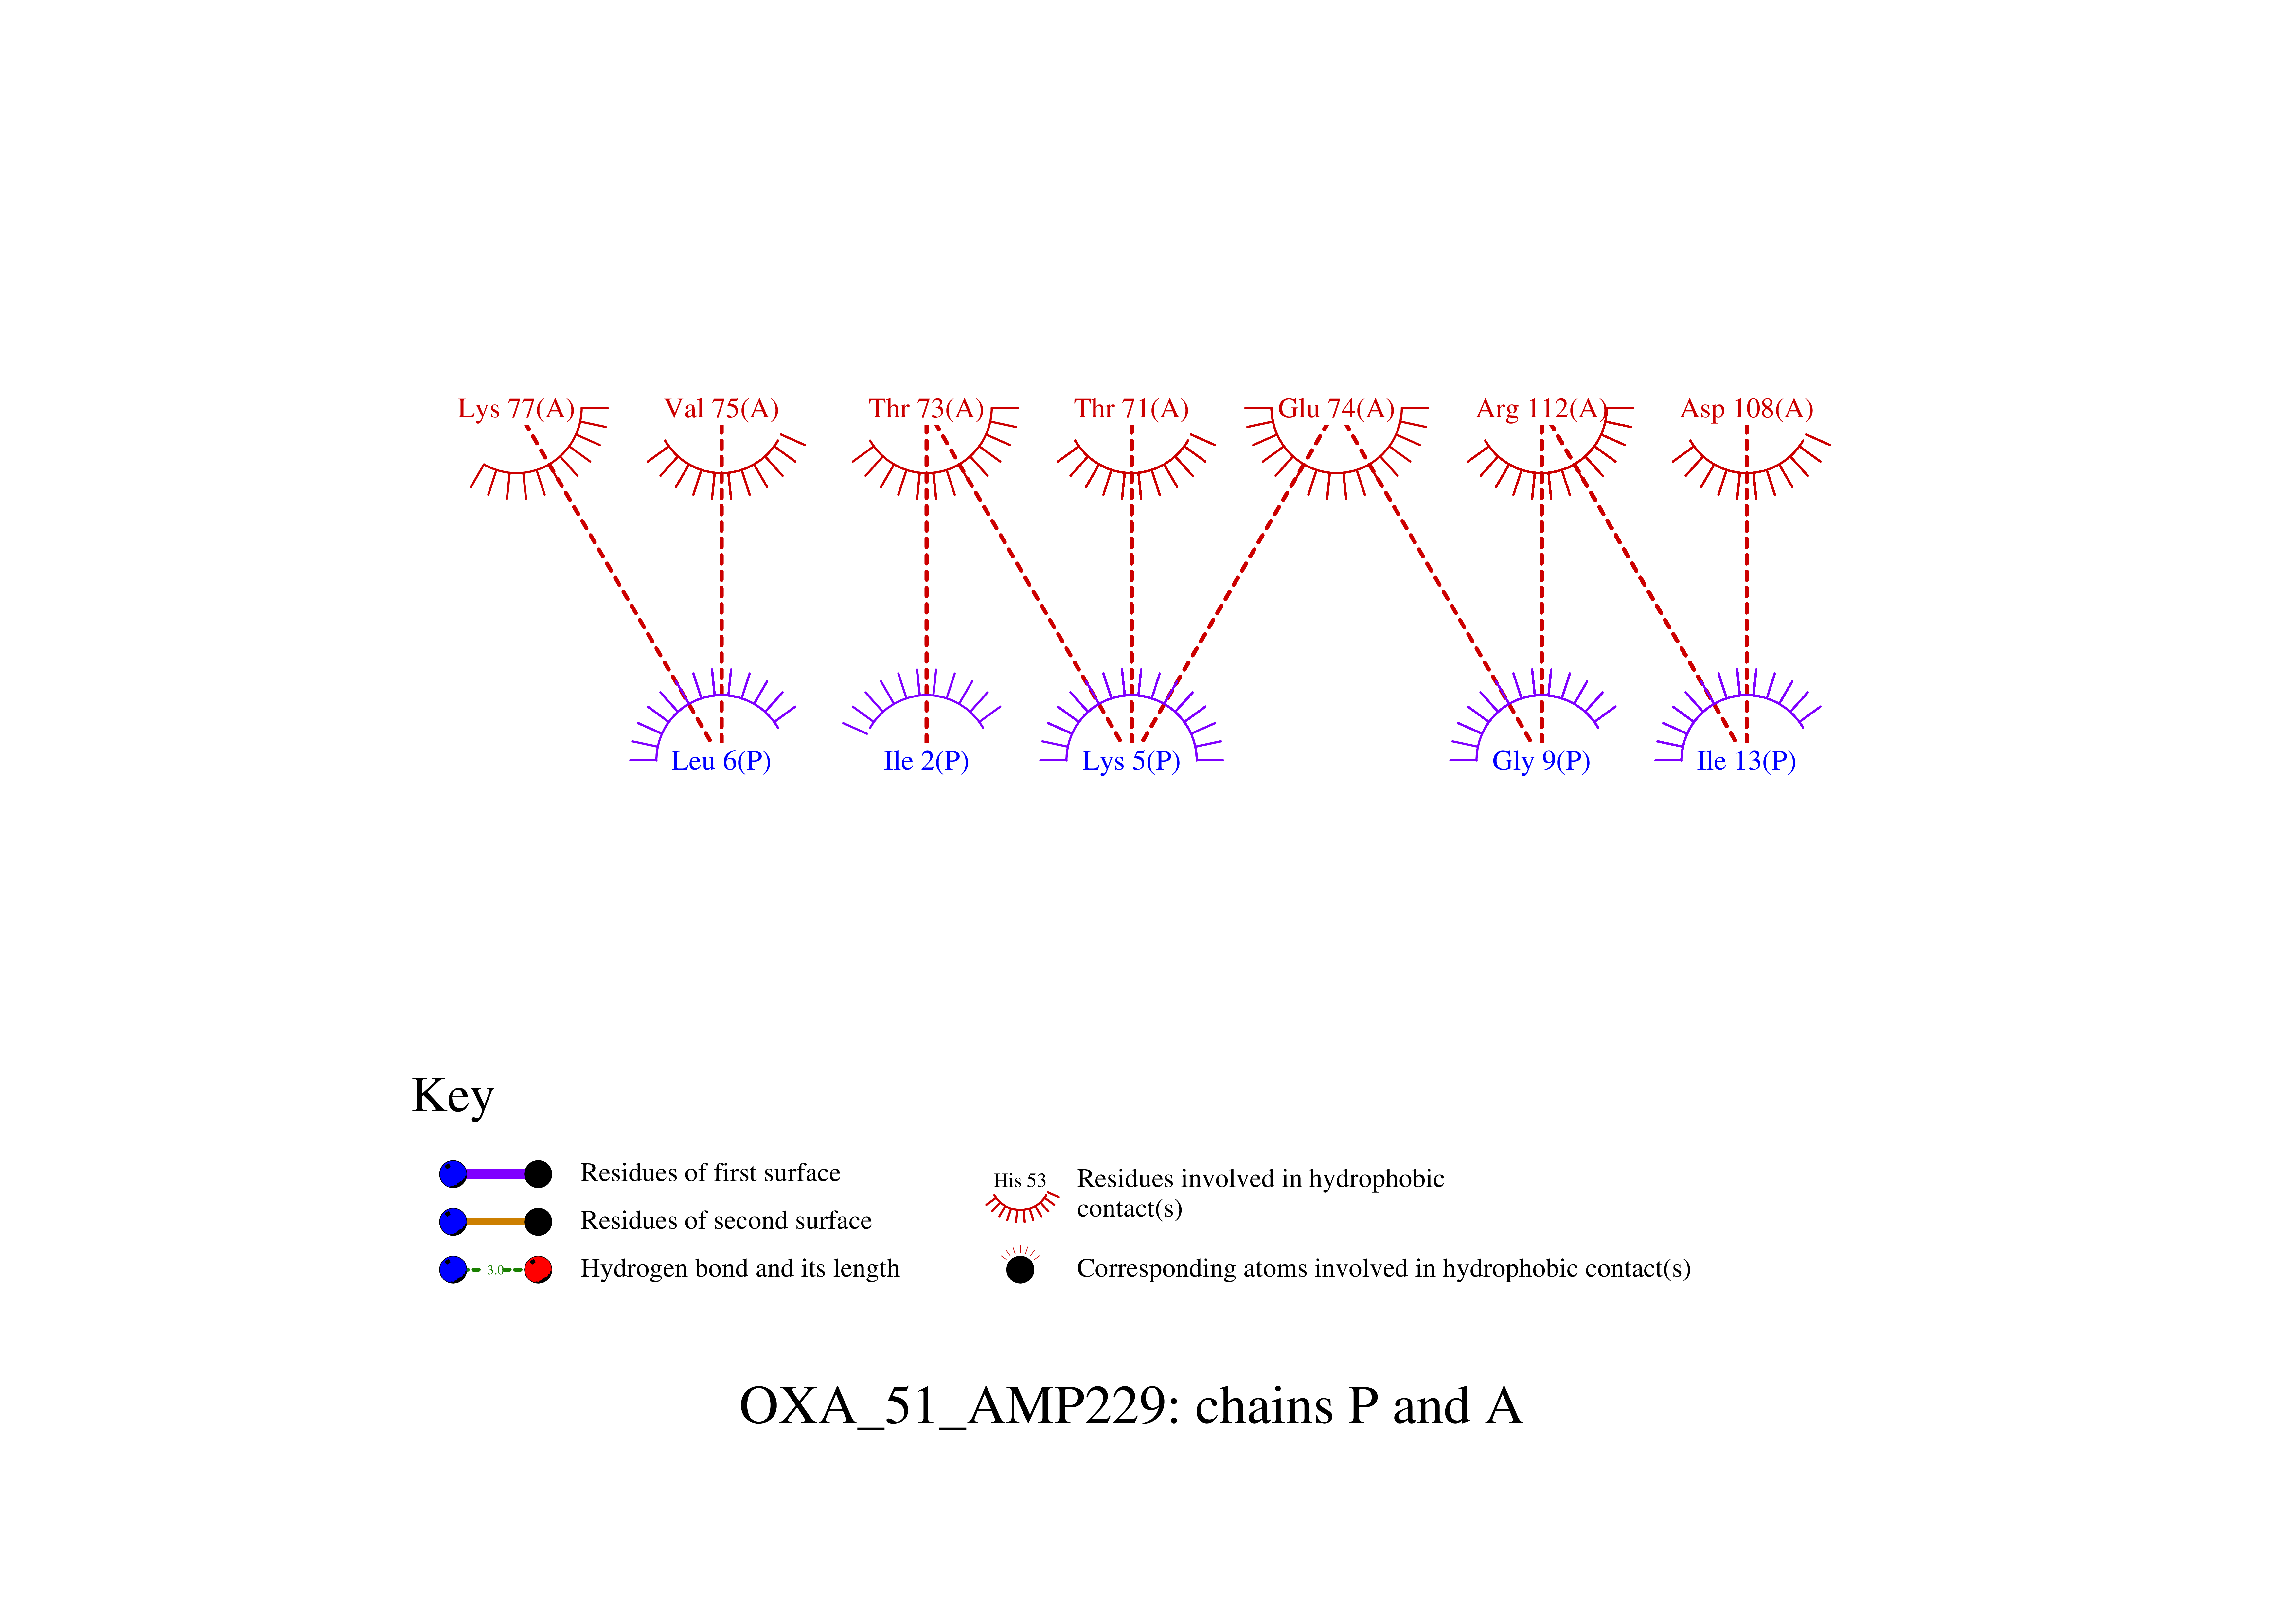 Lys 77(A) Val 75(A) Thr 73(A) Thr 71(A) Glu 74(A) Arg 112(A) Asp 108(A)
Leu 6(P) Ile 2(P) Lys 5(P) Gly 9(P) Ile 13(P)
Key
Residues of first surface
Residues of second surface
3.0
Hydrogen bond and its length
His 53
Residues involved in hydrophobic
contact(s)
Corresponding atoms involved in hydrophobic contact(s)
OXA_51_AMP229: chains P and A